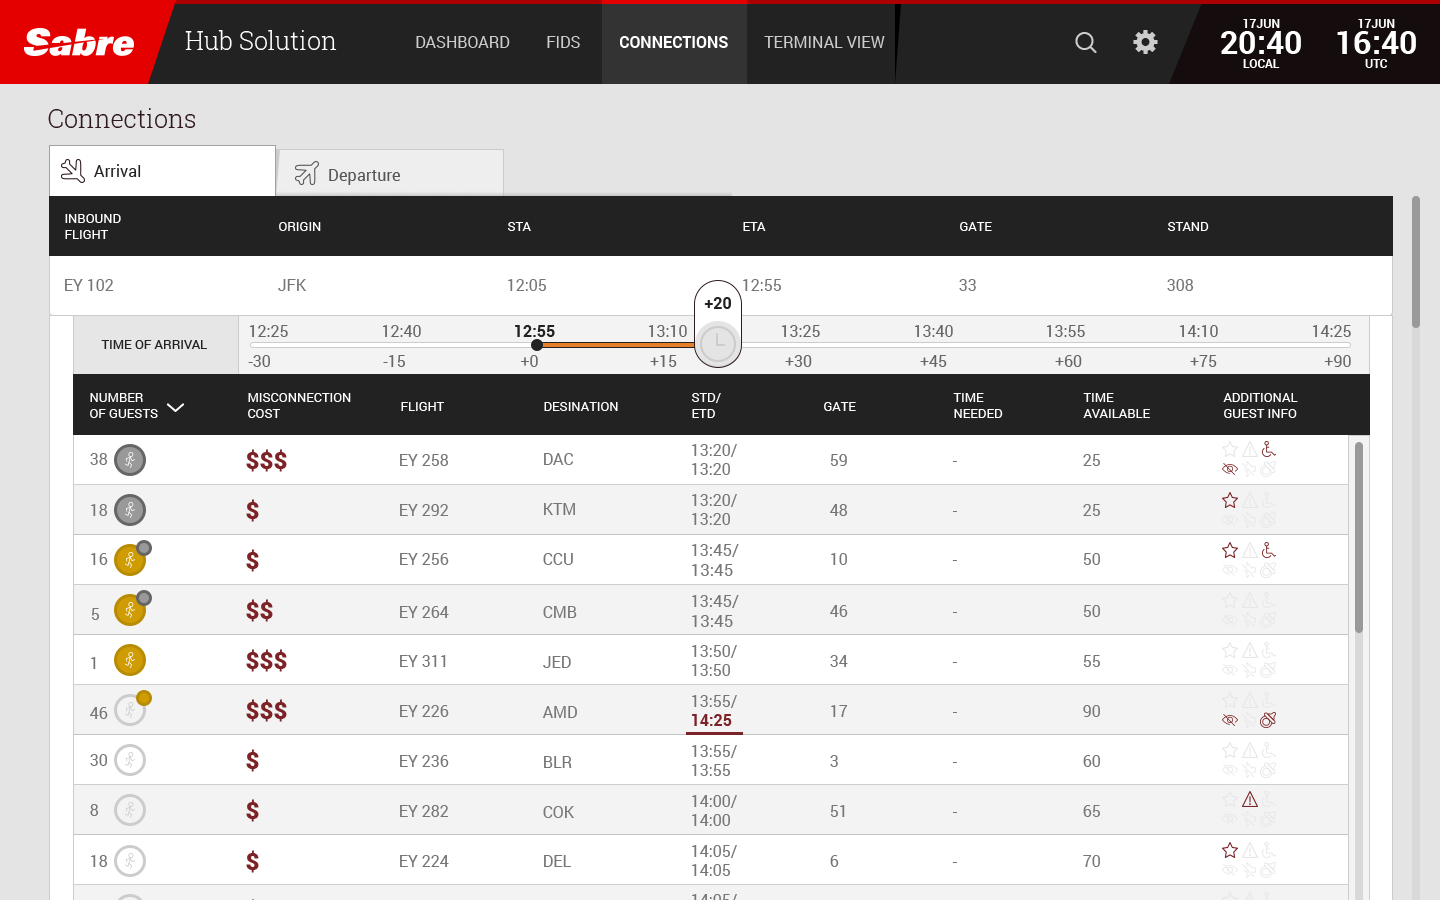 Sabre
Hub Solution
DASHBOARD FIDS CONNECTIONS TERMINAL VIEW
17JUN
20:40
LOCAL
17JUN
16:40
UTC
Connections
Arrival
Departure
INBOUND
FLIGHT
ORIGIN STA ETA GATE STAND
EY 102 JFK 12:05 12:55 33 308
+20
TIME OF ARRIVAL
12:25 12:40 12:55 13:10 13:25 13:40 13:55 14:10 14:25
-30 -15 +0 +15 +30 +45 +60 +75 +90
NUMBER
OF GUESTS
MISCONNECTION
COST
FLIGHT
DESINATION
STD/
ETD
GATE
TIME
NEEDED
TIME
AVAILABLE
ADDITIONAL
GUEST INFO
38 $$$ EY 258 DAC 13:20/
13:20 59 - 25
18 $ EY 292 KTM 13:20/
13:20 48 - 25
16 $ EY 256 CCU 13:45/
13:45 10 - 50
5 $$ EY 264 CMB 13:45/
13:45 46 - 50
1 $$$ EY 311 JED 13:50/
13:50 34 - 55
46 $$$ EY 226 AMD 13:55/
14:25 17 - 90
30 $ EY 236 BLR 13:55/
13:55 3 - 60
8 $ EY 282 COK 14:00/
14:00 51 - 65
18 $ EY 224 DEL 14:05/
14:05 6 - 70